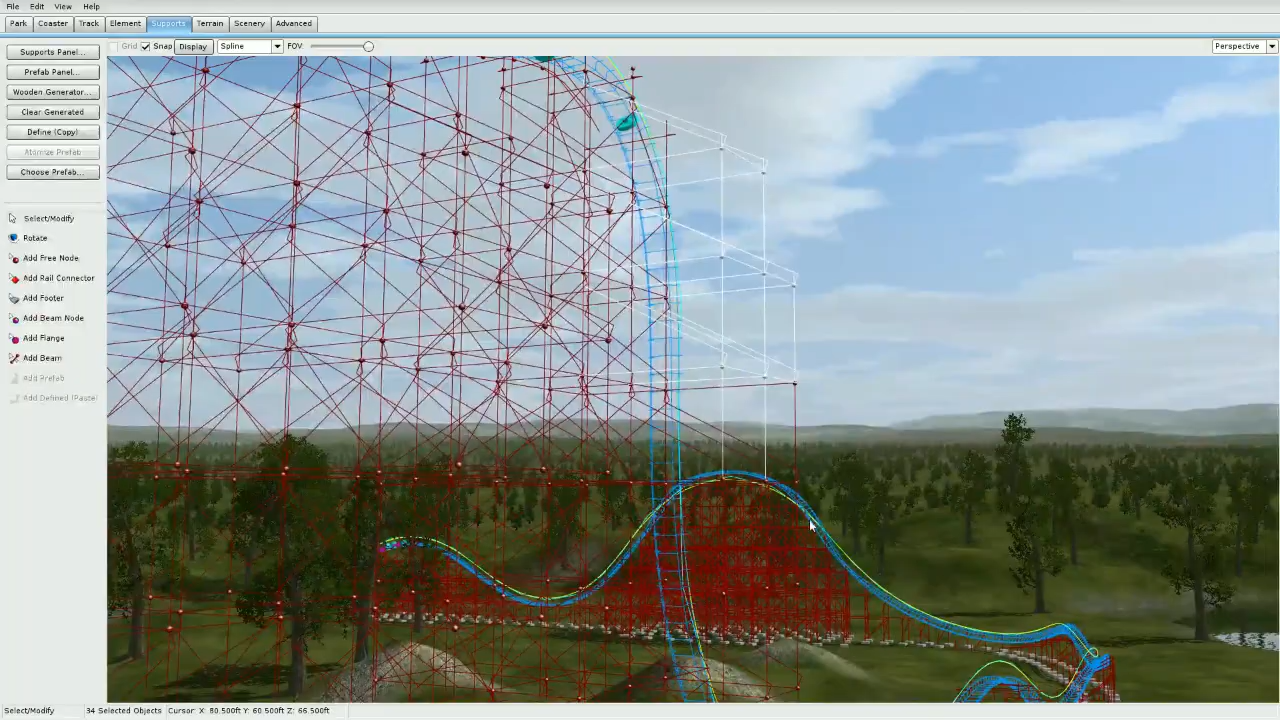 File Edit View Help
Park Coaster Track Element Supports Terrain Scenery Advanced
Grid Snap Display Spline FOV: Perspective
Supports Panel...
Prefab Panel...
Wooden Generator...
Clear Generated
Define (Copy)
Atomize Prefab
Choose Prefab...
Select/Modify
Rotate
Add Free Node
Add Rail Connector
Add Footer
Add Beam Node
Add Flange
Add Beam
Add Prefab
Add Defined (Paste
Select/Modify 34 Selected Objects Cursor: X: 80.500ft Y: 60.500ft Z: 66.500ft